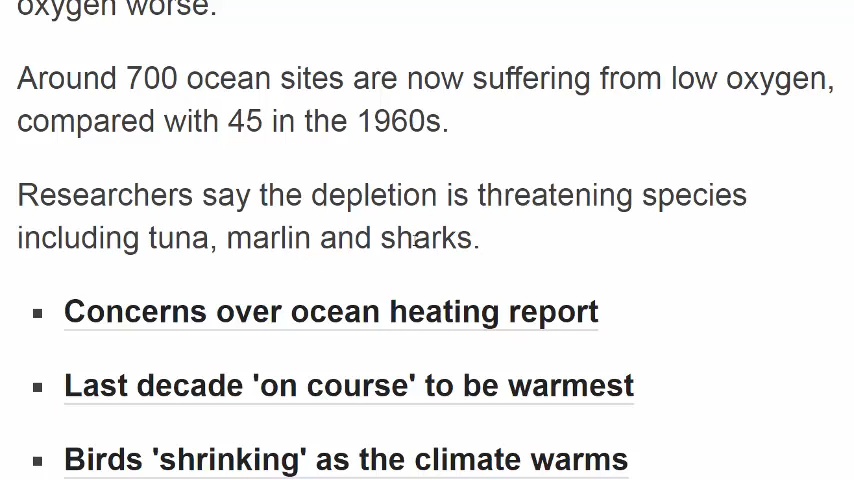 oxygen worse.
Around 700 ocean sites are now suffering from low oxygen,
compared with 45 in the 1960s.
Researchers say the depletion is threatening species
including tuna, marlin and sharks.
Concerns over ocean heating report
Last decade 'on course' to be warmest
Birds 'shrinking' as the climate warms